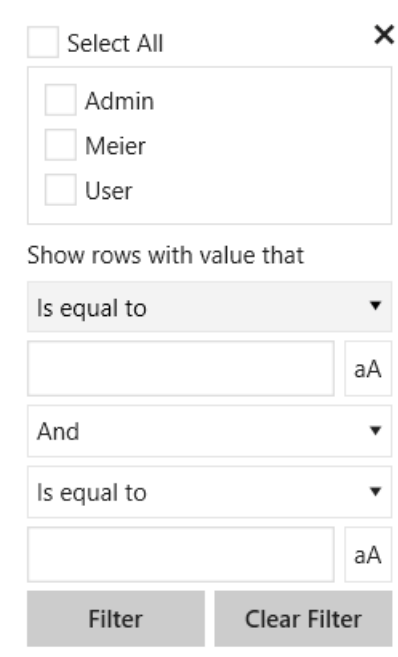 Select All
Admin
Meier
User
Show rows with value that
Is equal to
aA
And
Is equal to
aA
Filter Clear Filter